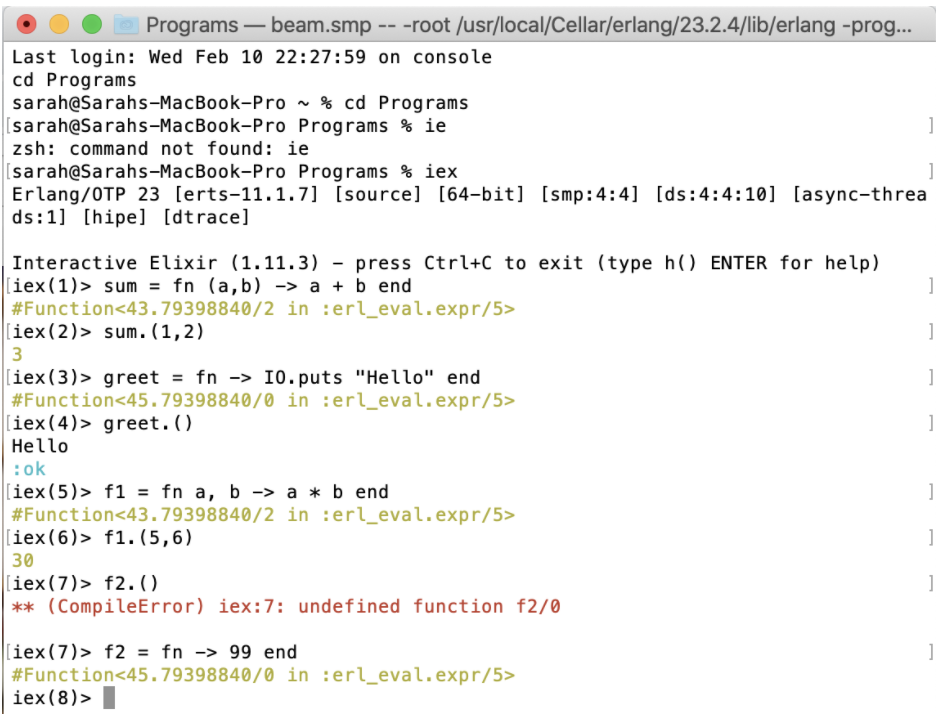 Programs — beam.smp -- -root /usr/local/Cellar/erlang/23.2.4/lib/erlang -prog...
Last login: Wed Feb 10 22:27:59 on console
cd Programs
sarah@Sarahs-MacBook-Pro ~ % cd Programs
[sarah@Sarahs-MacBook-Pro Programs % ie ]
zsh: command not found: ie
[sarah@Sarahs-MacBook-Pro Programs % iex ]
Erlang/OTP 23 [erts-11.1.7] [source] [64-bit] [smp:4:4] [ds:4:4:10] [async-threa
ds:1] [hipe] [dtrace]
Interactive Elixir (1.11.3) - press Ctrl+C to exit (type h() ENTER for help)
[iex(1)> sum = fn (a,b) -> a + b end ]
#Function<43.79398840/2 in :erl_eval.expr/5>
[iex(2)> sum.(1,2) ]
3
[iex(3)> greet = fn -> IO.puts "Hello" end ]
#Function<45.79398840/0 in :erl_eval.expr/5>
[iex(4)> greet.() ]
Hello
:ok
[iex(5)> f1 = fn a, b -> a * b end ]
#Function<43.79398840/2 in :erl_eval.expr/5>
[iex(6)> f1.(5,6) ]
30
[iex(7)> f2.() ]
** (CompileError) iex:7: undefined function f2/0
[iex(7)> f2 = fn -> 99 end ]
#Function<45.79398840/0 in :erl_eval.expr/5>
iex(8)>